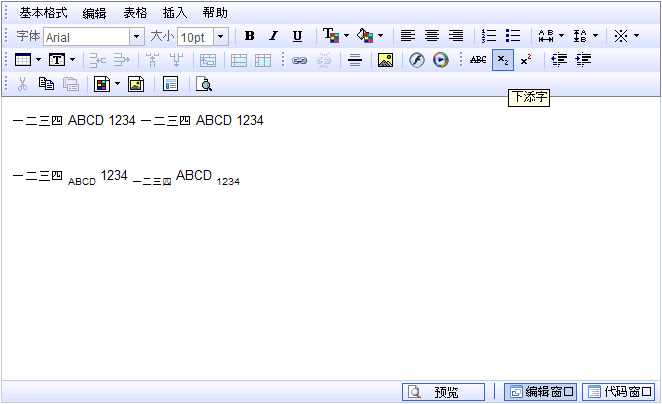 基本格式 编辑 表格 插入 帮助
字体 Arial 大小 10pt B I U T A B A
T ABC x₂ x²
下添字
一二三四 ABCD 1234 一二三四 ABCD 1234
一二三四 ABCD 1234 一二三四 ABCD 1234
预览 编辑窗口 代码窗口